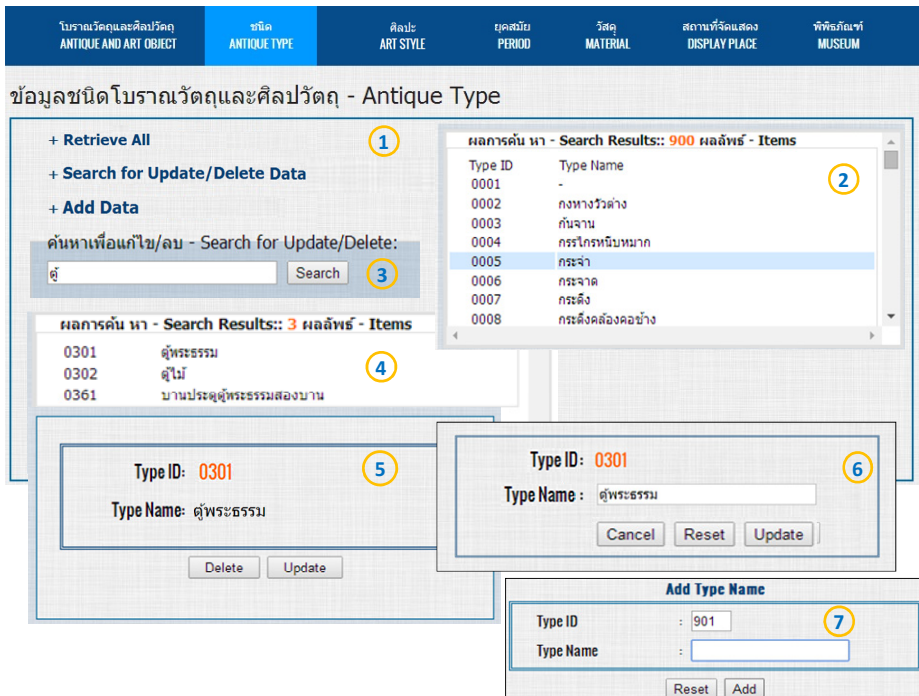 โบราณวัตถุและศิลปวัตถุ
ANTIQUE AND ART OBJECT
ชนิด
ANTIQUE TYPE
ศิลปะ
ART STYLE
ยุคสมัย
PERIOD
วัสดุ
MATERIAL
สถานที่จัดแสดง
DISPLAY PLACE
พิพิธภัณฑ์
MUSEUM
ข้อมูลชนิดโบราณวัตถุและศิลปวัตถุ - Antique Type
+ Retrieve All
1
+ Search for Update/Delete Data
+ Add Data
ค้นหาเพื่อแก้ไข/ลบ - Search for Update/Delete:
ตู้ Search 3
ผลการค้น หา - Search Results:: 900 ผลลัพธ์ - Items
Type ID Type Name
2
0001 -
0002 กงหางวัวต่าง
0003 กันจาน
0004 กรรไกรหนีบหมาก
0005 กระจ่า
0006 กระจาด
0007 กระดึง
0008 กระดึงคล้องคอช้าง
ผลการค้น หา - Search Results:: 3 ผลลัพธ์ - Items
0301 ตู้พระธรรม
0302 ตู้ไม้
4
0361 บานประตูตู้พระธรรมสองบาน
Type ID: 0301
5
Type Name: ตู้พระธรรม
Delete Update
Type ID: 0301
6
Type Name : ตู้พระธรรม
Cancel Reset Update
Add Type Name
Type ID : 901
7
Type Name :
Reset Add